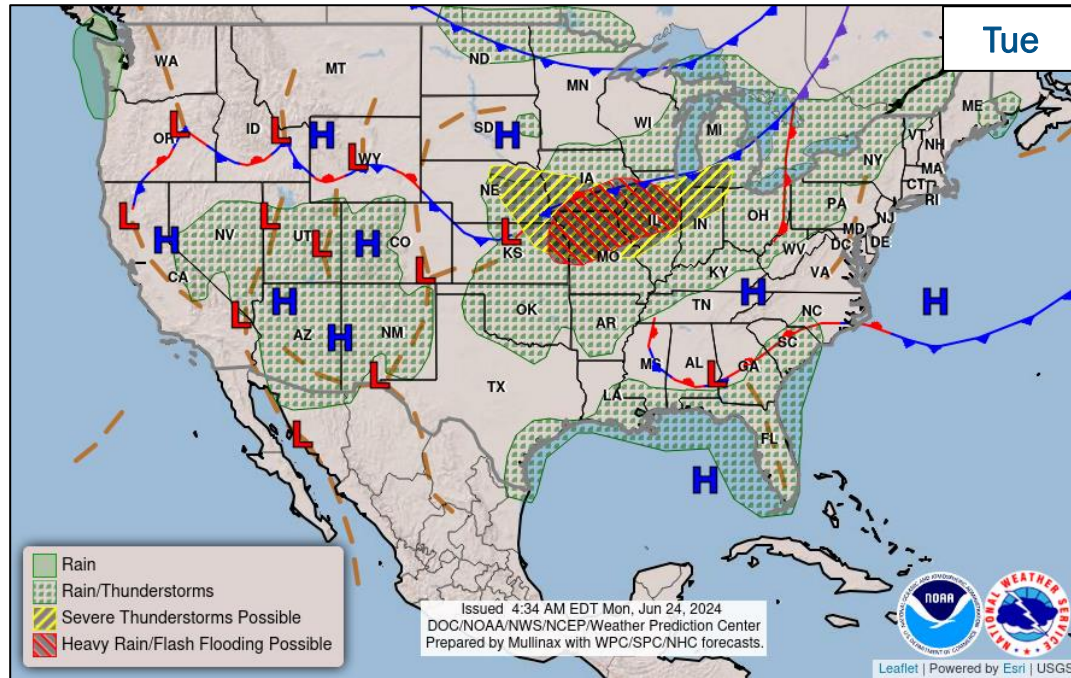 Tue
WA
MT
ND
MN
ME
OR
ID
L
L
H
WY
L
SD
H
WI
MI
VT
NH
NY
MA
CT
RI
NE
IA
L
H
NV
L
UT
L
H
CO
KS
L
L
IL
IN
OH
PA
NJ
MD
DE
DC
WV
VA
MO
KY
CA
L
H
AZ
H
NM
L
OK
AR
TN
H
NC
H
SC
MS
AL
L
GA
TX
LA
L
FL
H
Rain
Rain/Thunderstorms
Severe Thunderstorms Possible
Heavy Rain/Flash Flooding Possible
Issued 4:34 AM EDT Mon, Jun 24, 2024
DOC/NOAA/NWS/NCEP/Weather Prediction Center
Prepared by Mullinax with WPC/SPC/NHC forecasts.
NOAA
NATIONAL WEATHER SERVICE
Leaflet | Powered by Esri | USGS